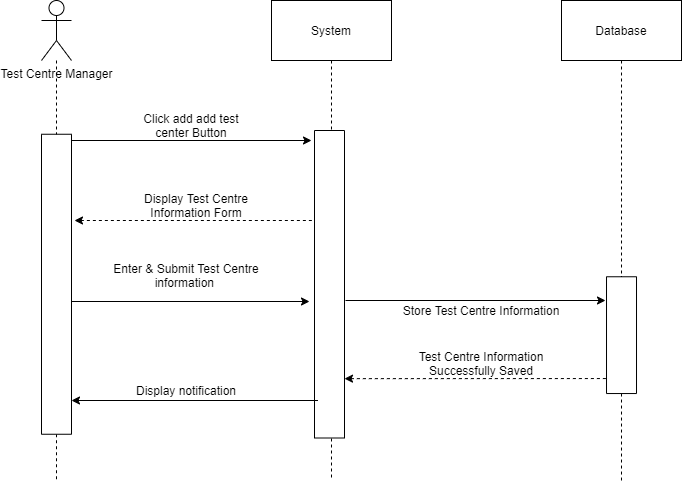 System
Database
Test Centre Manager
Click add add test
center Button
Display Test Centre
Information Form
Enter & Submit Test Centre
information
Store Test Centre Information
Test Centre Information
Successfully Saved
Display notification